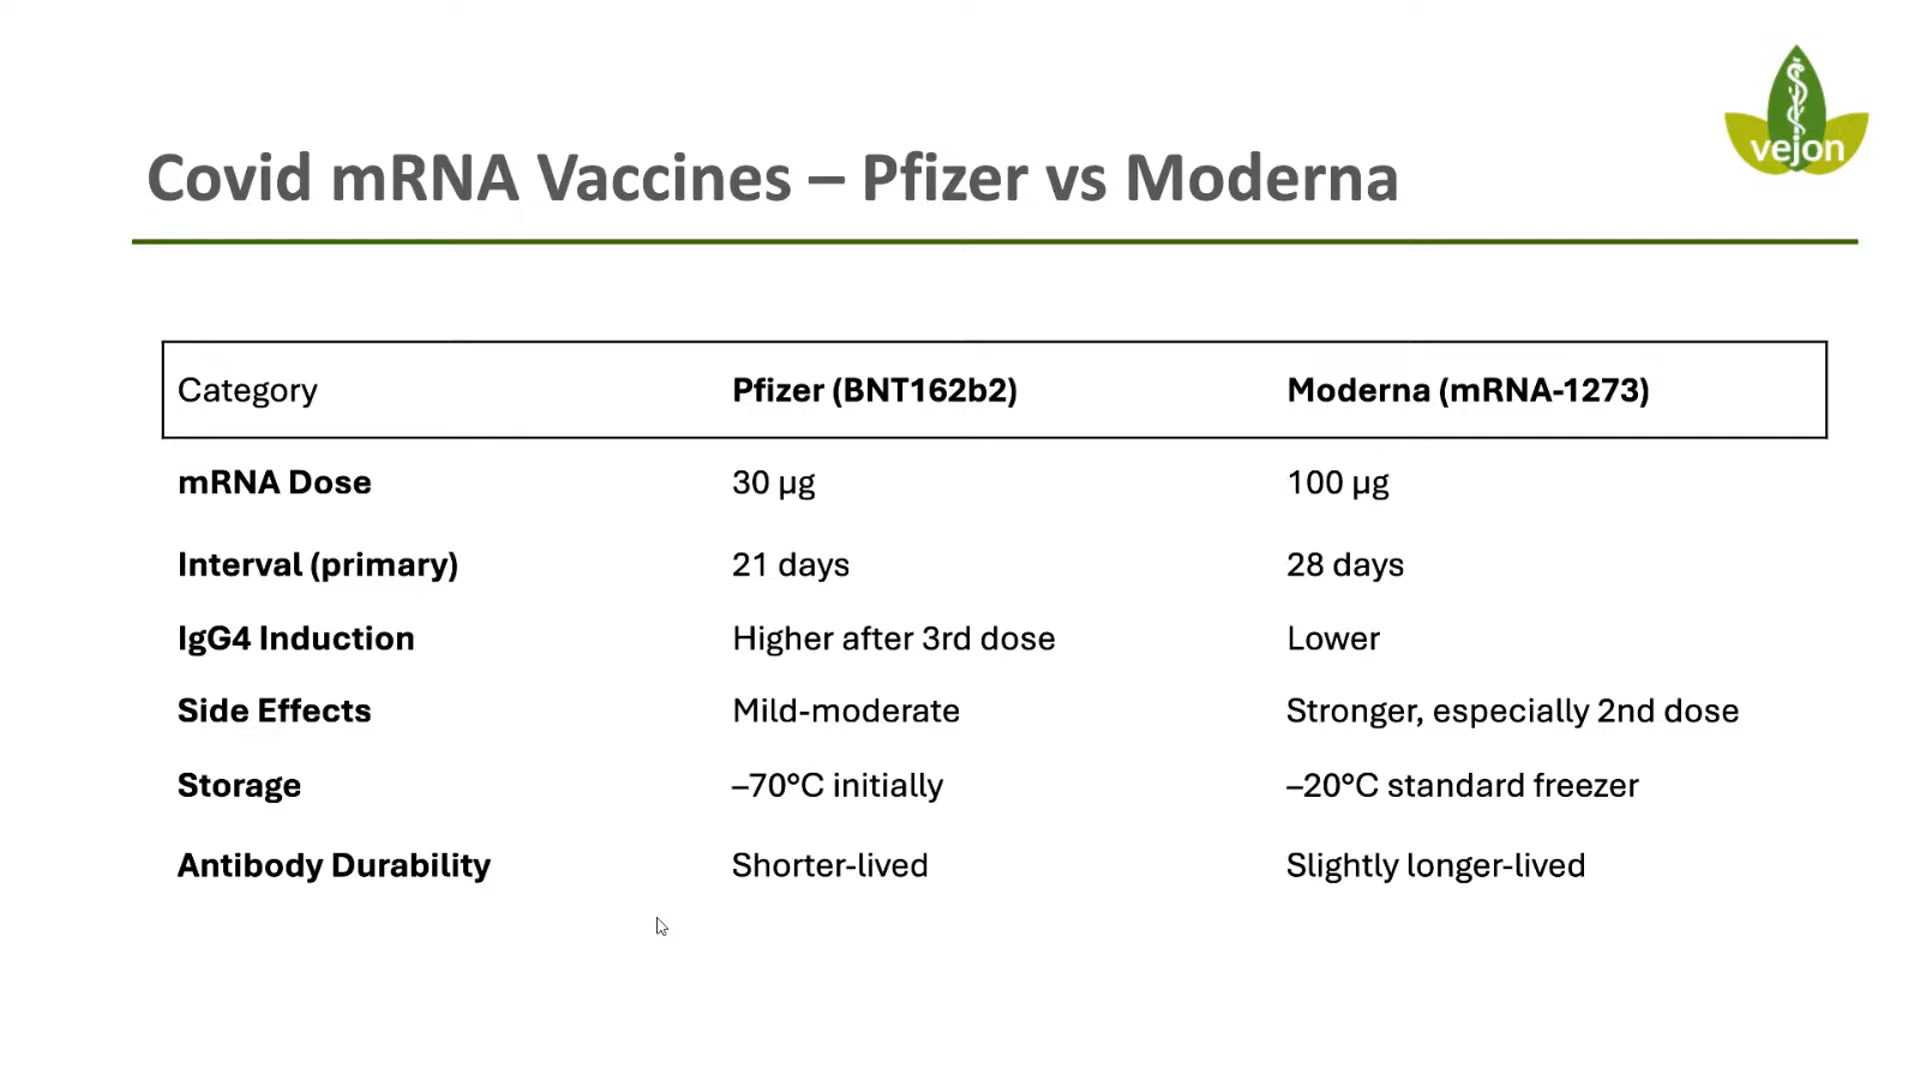 vejon
Covid mRNA Vaccines – Pfizer vs Moderna
Category Pfizer (BNT162b2) Moderna (mRNA-1273)
mRNA Dose 30 µg 100 µg
Interval (primary) 21 days 28 days
IgG4 Induction Higher after 3rd dose Lower
Side Effects Mild-moderate Stronger, especially 2nd dose
Storage –70°C initially –20°C standard freezer
Antibody Durability Shorter-lived Slightly longer-lived